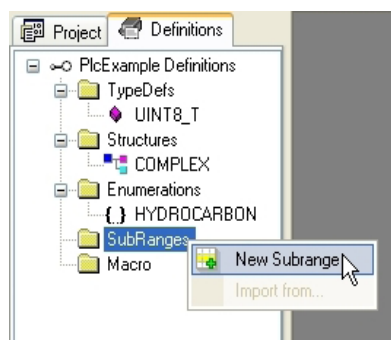 Project Definitions
PlcExample Definitions
TypeDefs
UINT8_T
Structures
COMPLEX
Enumerations
{ } HYDROCARBON
SubRanges
New Subrange
Macro
Import from...